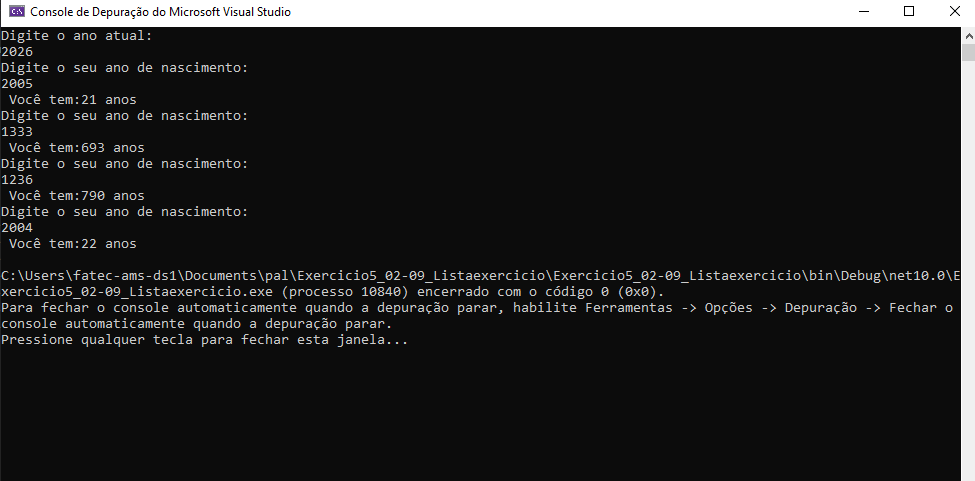 Console de Depuração do Microsoft Visual Studio
Digite o ano atual:
2026
Digite o seu ano de nascimento:
2005
 Você tem:21 anos
Digite o seu ano de nascimento:
1333
 Você tem:693 anos
Digite o seu ano de nascimento:
1236
 Você tem:790 anos
Digite o seu ano de nascimento:
2004
 Você tem:22 anos
C:\Users\fatec-ams-ds1\Documents\pal\Exercicio5_02-09_Listaexercicio\Exercicio5_02-09_Listaexercicio\bin\Debug\net10.0\E
xercicio5_02-09_Listaexercicio.exe (processo 10840) encerrado com o código 0 (0x0).
Para fechar o console automaticamente quando a depuração parar, habilite Ferramentas -> Opções -> Depuração -> Fechar o
console automaticamente quando a depuração parar.
Pressione qualquer tecla para fechar esta janela...